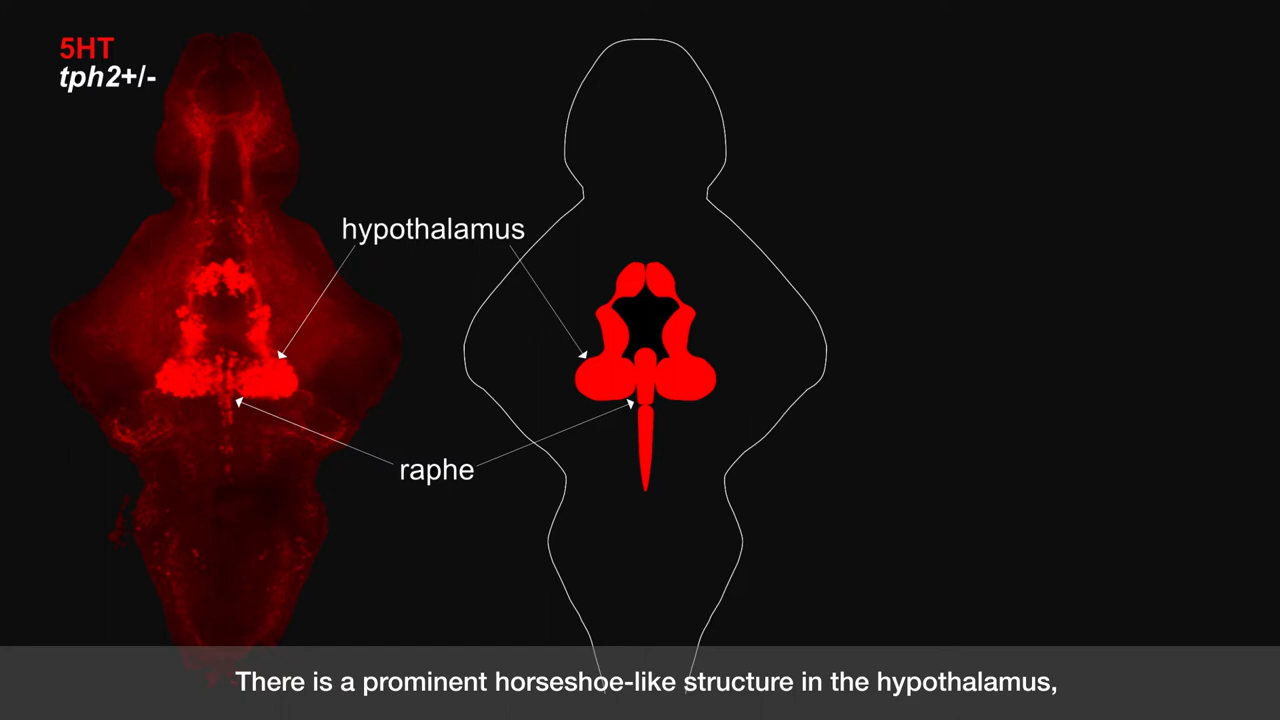 5HT
tph2+/-
hypothalamus
raphe
There is a prominent horseshoe-like structure in the hypothalamus,